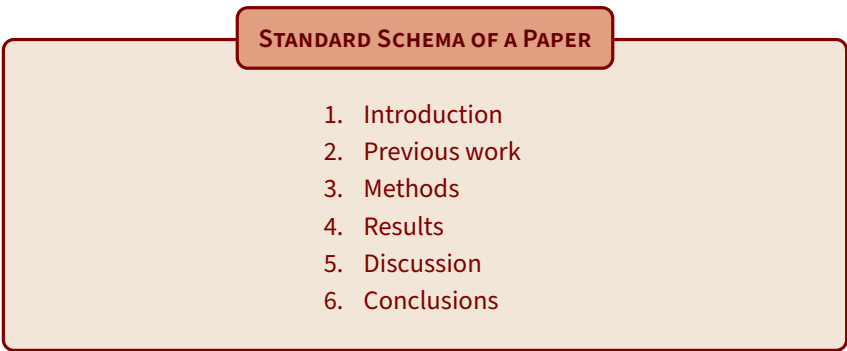 Standard Schema of a Paper
1. Introduction
2. Previous work
3. Methods
4. Results
5. Discussion
6. Conclusions